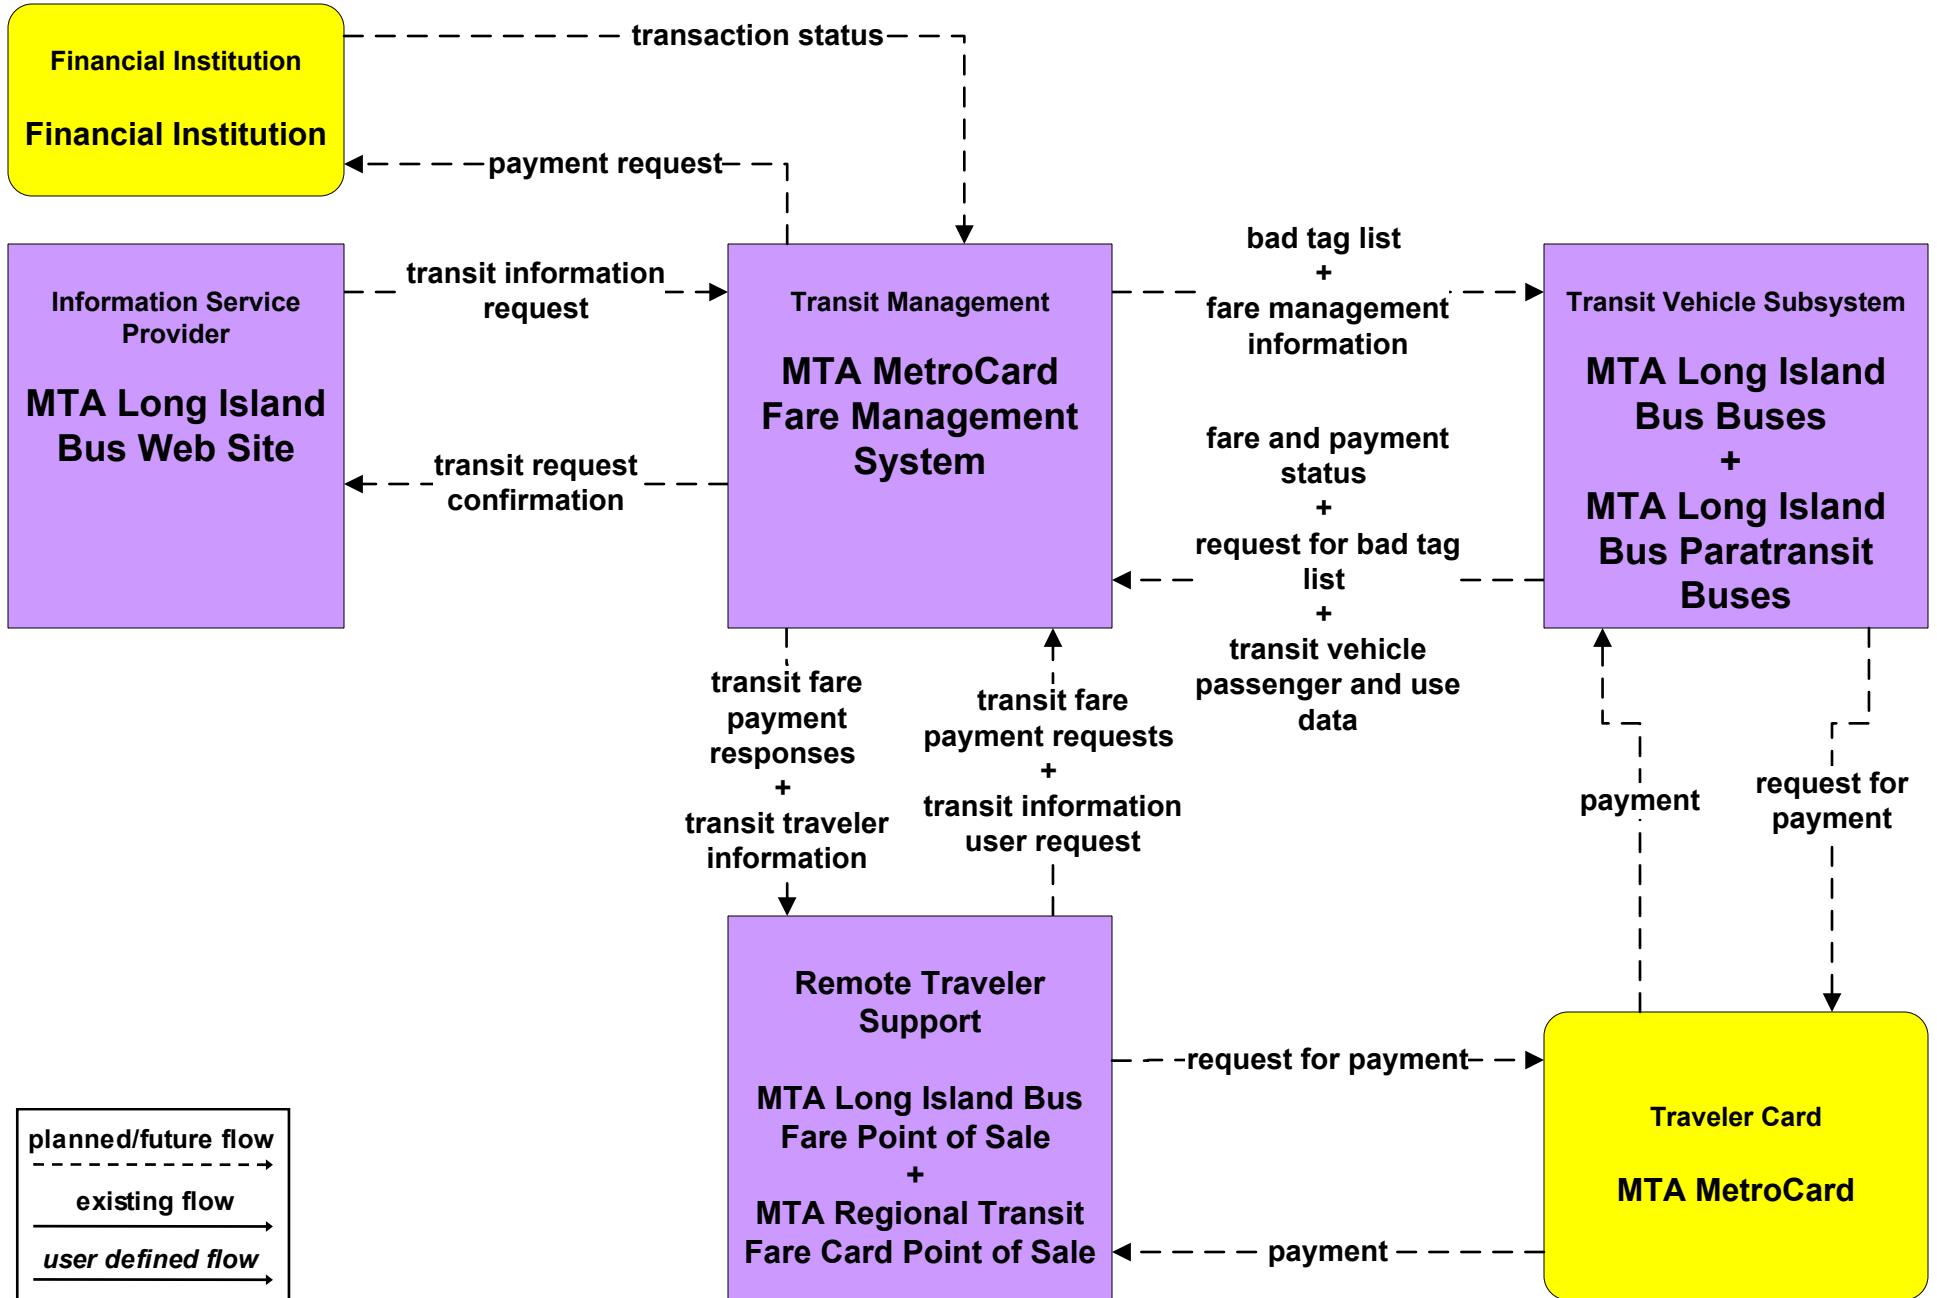 Financial Institution
Financial Institution
transaction status
payment request
Information Service
Provider
MTA Long Island
Bus Web Site
transit information
request
transit request
confirmation
Transit Management
MTA MetroCard
Fare Management
System
bad tag list
+
fare management
information
fare and payment
status
+
request for bad tag
list
+
transit vehicle
passenger and use
data
Transit Vehicle Subsystem
MTA Long Island
Bus Buses
+
MTA Long Island
Bus Paratransit
Buses
transit fare
payment
responses
+
transit traveler
information
transit fare
payment requests
+
transit information
user request
payment
request for
payment
Remote Traveler
Support
MTA Long Island Bus
Fare Point of Sale
+
MTA Regional Transit
Fare Card Point of Sale
request for payment
payment
Traveler Card
MTA MetroCard
planned/future flow
existing flow
user defined flow